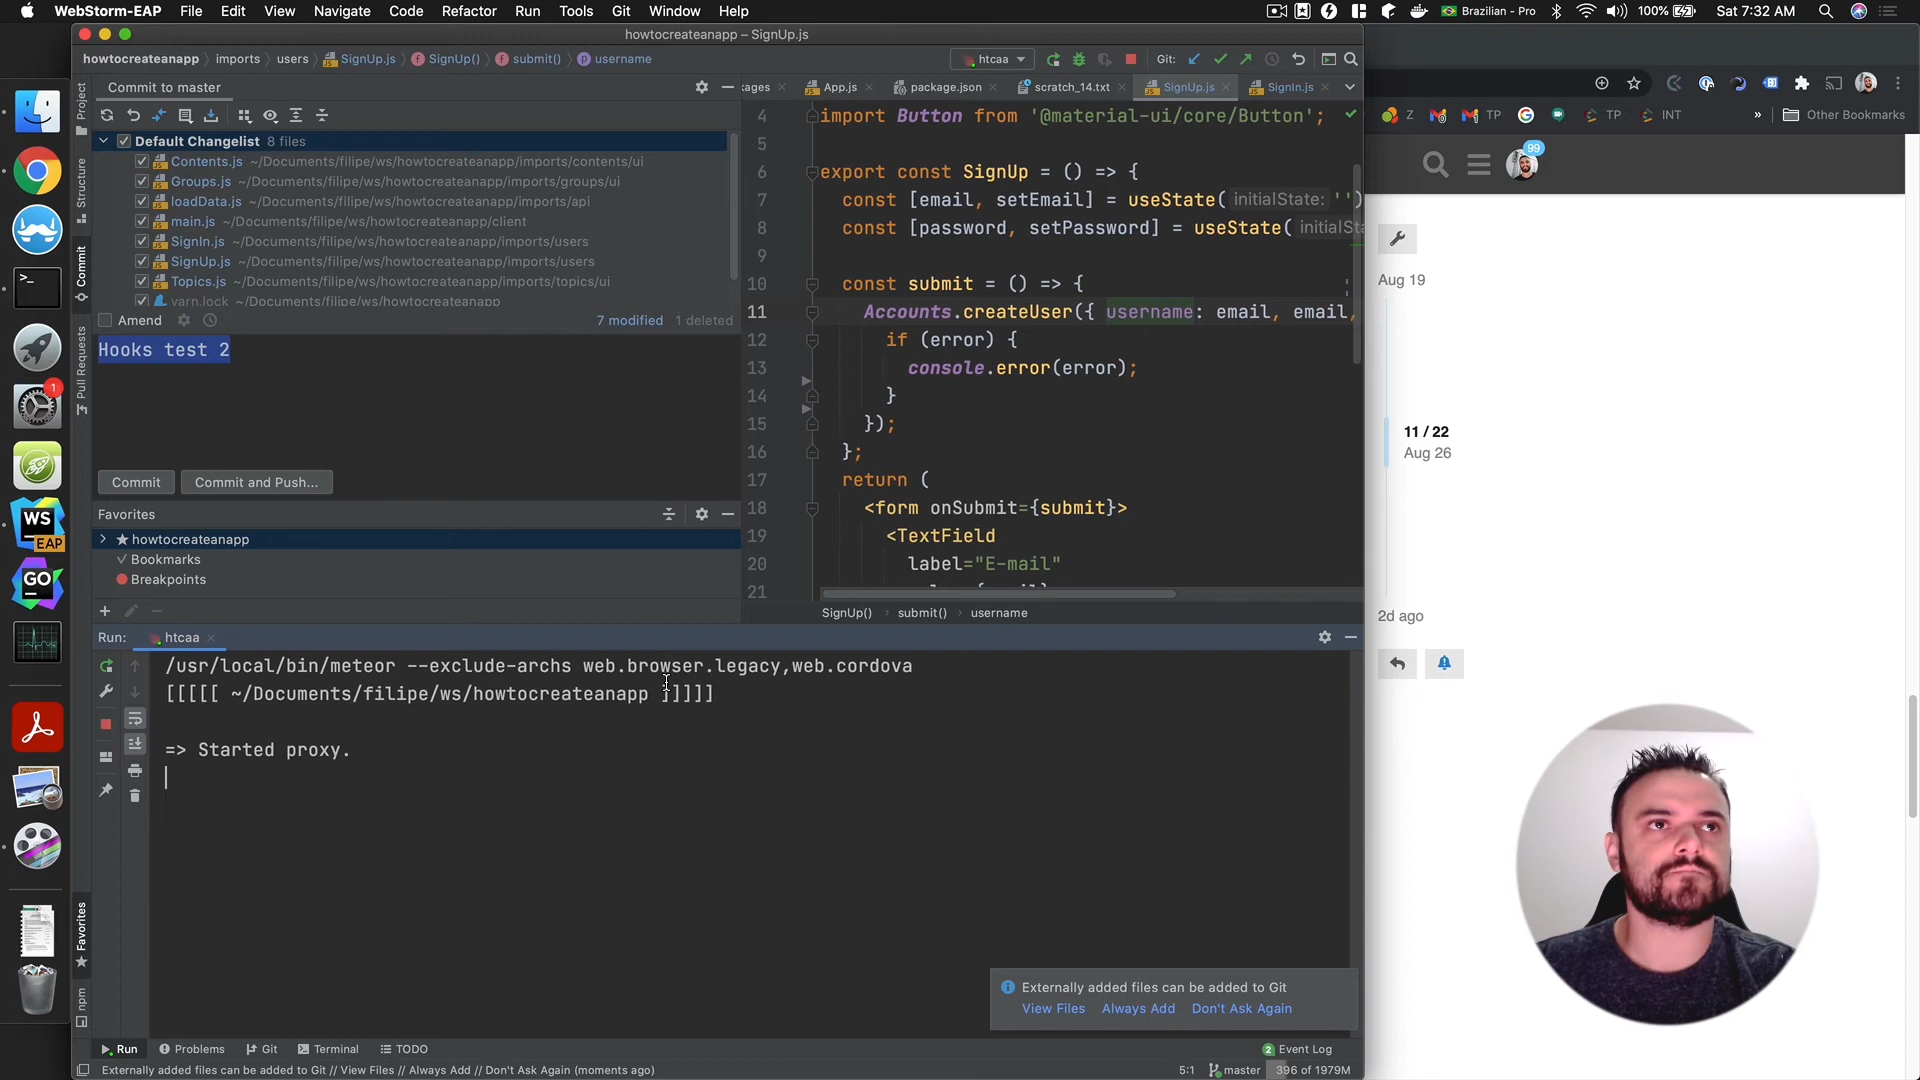 WebStorm-EAP File Edit View Navigate Code Refactor Run Tools Git Window Help
Brazilian - Pro 100% Sat 7:32 AM
howtocreateanapp – SignUp.js
howtocreateanapp imports users SignUp.js SignUp() submit() username
htcaa Git:
Commit to master
kages App.js package.json scratch_14.txt SignUp.js SignIn.js
Z TP TP INT » Other Bookmarks
Project
Structure
Commit
Pull Requests
Favorites
npm
Default Changelist 8 files
Contents.js ~/Documents/filipe/ws/howtocreateanapp/imports/contents/ui
Groups.js ~/Documents/filipe/ws/howtocreateanapp/imports/groups/ui
loadData.js ~/Documents/filipe/ws/howtocreateanapp/imports/api
main.js ~/Documents/filipe/ws/howtocreateanapp/client
SignIn.js ~/Documents/filipe/ws/howtocreateanapp/imports/users
SignUp.js ~/Documents/filipe/ws/howtocreateanapp/imports/users
Topics.js ~/Documents/filipe/ws/howtocreateanapp/imports/topics/ui
yarn.lock ~/Documents/filipe/ws/howtocreateanapp
Amend 7 modified 1 deleted
Hooks test 2
Commit Commit and Push...
Favorites
howtocreateanapp
Bookmarks
Breakpoints
4 import Button from '@material-ui/core/Button';
5
6 export const SignUp = () => {
7 const [email, setEmail] = useState( initialState: '')
8 const [password, setPassword] = useState( initialSta
9
10 const submit = () => {
11 Accounts.createUser({ username: email, email,
12 if (error) {
13 console.error(error);
14 }
15 });
16 };
17 return (
18 <form onSubmit={submit}>
19 <TextField
20 label="E-mail"
21
SignUp() submit() username
99
Aug 19
11 / 22
Aug 26
2d ago
1
WS
EAP
GO
Run: htcaa
/usr/local/bin/meteor --exclude-archs web.browser.legacy,web.cordova
[[[[[ ~/Documents/filipe/ws/howtocreateanapp ]]]]]
=> Started proxy.
Externally added files can be added to Git
View Files Always Add Don't Ask Again
Run Problems Git Terminal TODO
2 Event Log
Externally added files can be added to Git // View Files // Always Add // Don't Ask Again (moments ago)
5:1 master 396 of 1979M